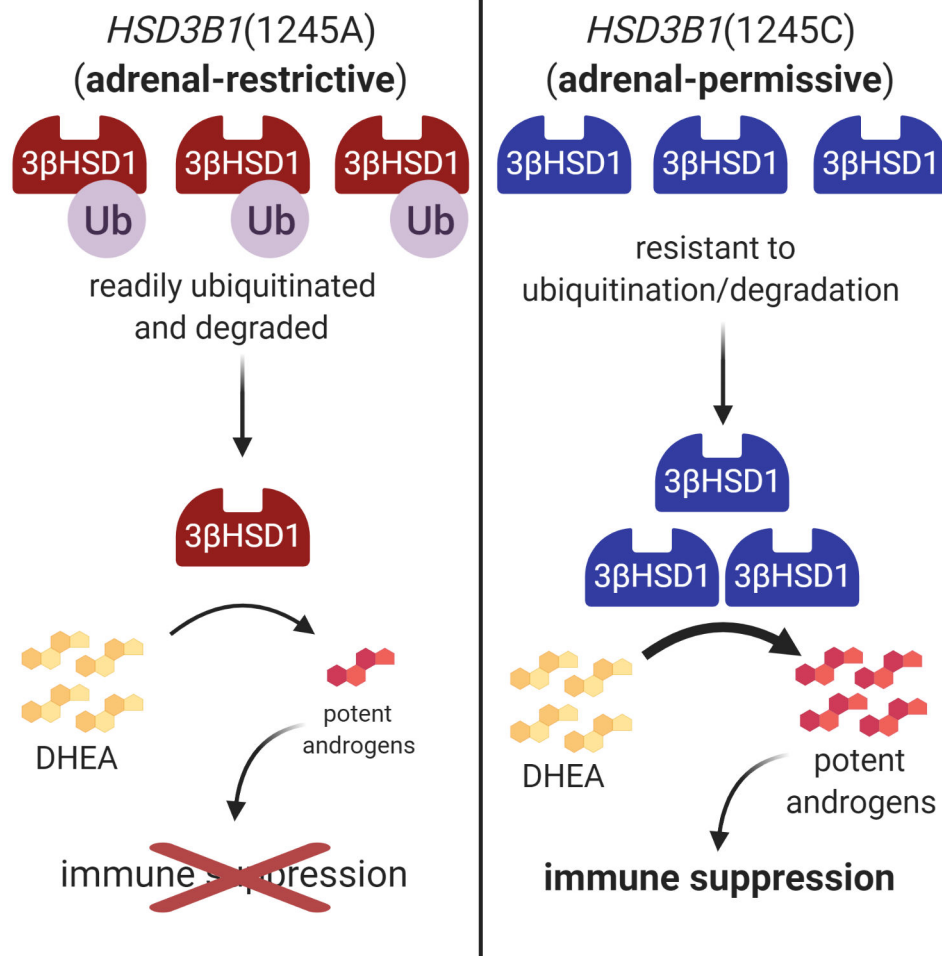 HSD3B1(1245A)
(adrenal-restrictive)
3βHSD1
3βHSD1
3βHSD1
Ub
Ub
Ub
readily ubiquitinated
and degraded
3βHSD1
DHEA
potent
androgens
immune suppression
HSD3B1(1245C)
(adrenal-permissive)
3βHSD1
3βHSD1
3βHSD1
resistant to
ubiquitination/degradation
3βHSD1
3βHSD1
3βHSD1
DHEA
potent
androgens
immune suppression